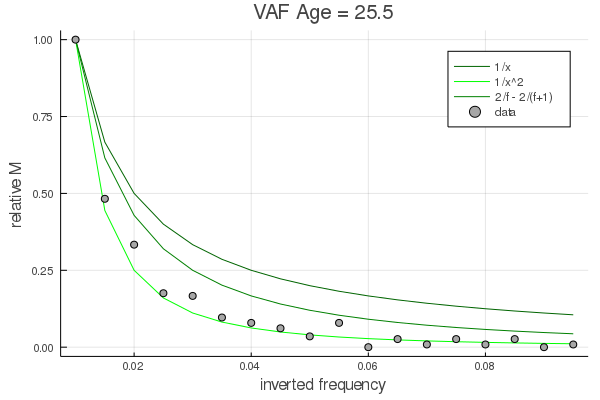 VAF Age = 25.5
1.00
0.75
0.50
0.25
0.00
relative M
0.02
0.04
0.06
0.08
inverted frequency
1/x
1/x^2
2/f - 2/(f+1)
data